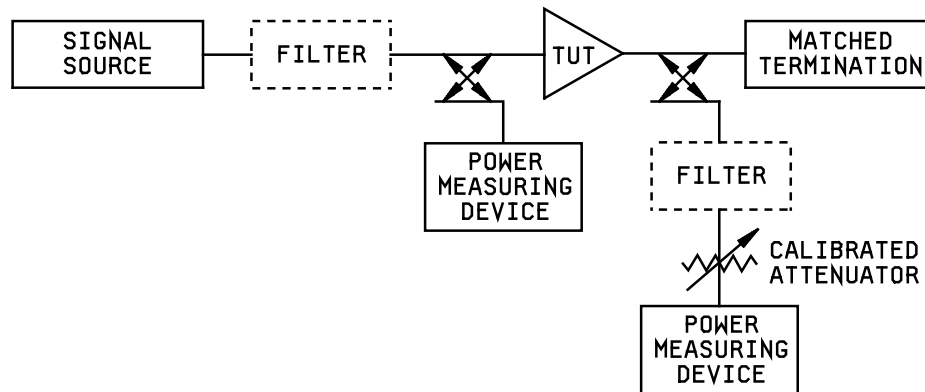 SIGNAL
SOURCE
FILTER
TUT
MATCHED
TERMINATION
POWER
MEASURING
DEVICE
FILTER
CALIBRATED
ATTENUATOR
POWER
MEASURING
DEVICE